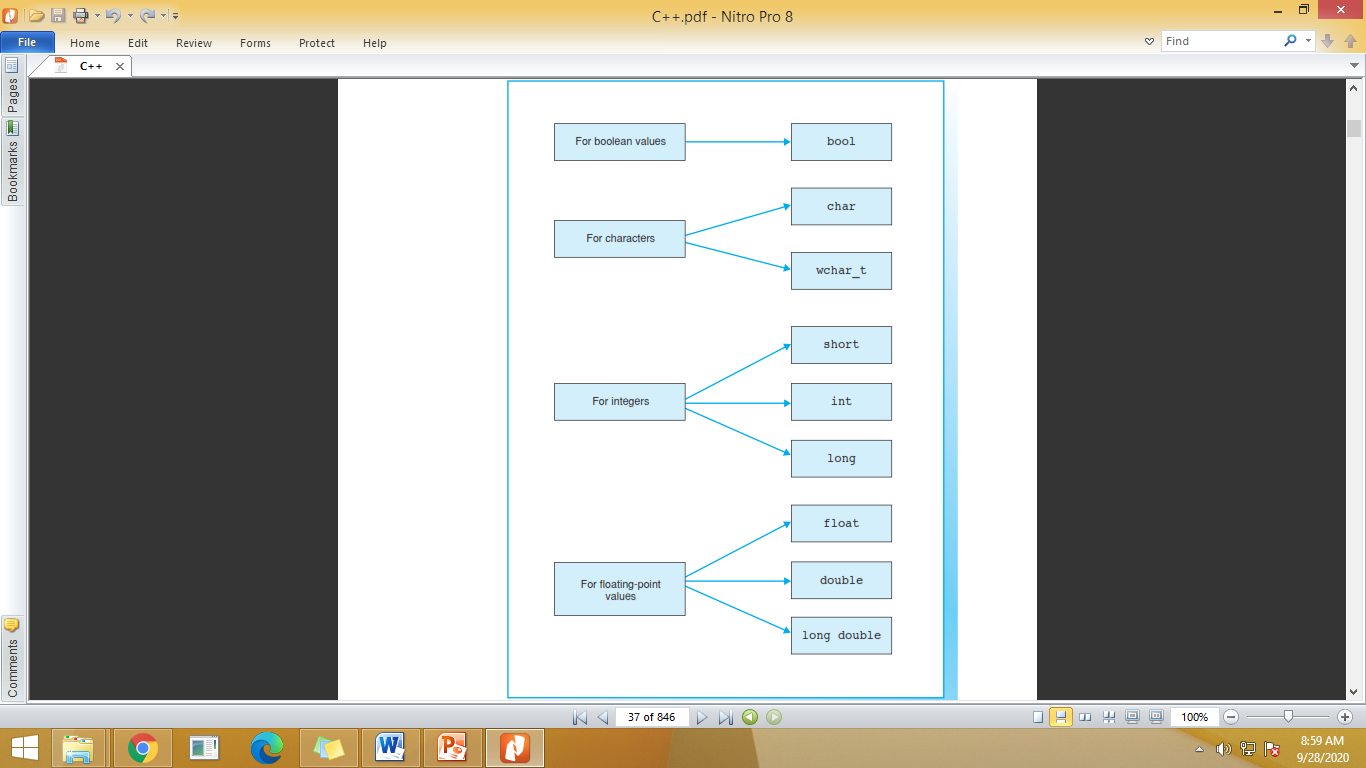 C++.pdf - Nitro Pro 8
File Home Edit Review Forms Protect Help
Find
C++
Pages
Bookmarks
Comments
For boolean values
bool
For characters
char
wchar_t
For integers
short
int
long
For floating-point
values
float
double
long double
37 of 846
100%
8:59 AM
9/28/2020